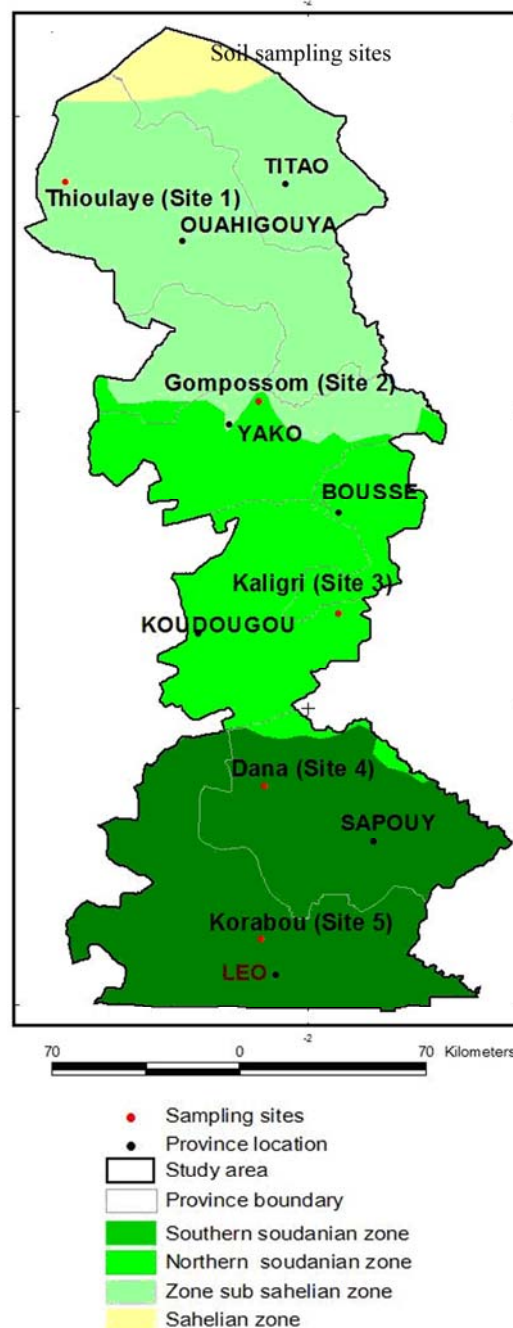 -2
Soil sampling sites
TITAO
Thioulaye (Site 1)
OUAHIGOUYA
Gompossom (Site 2)
YAKO
BOUSSE
Kaligri (Site 3)
KOUDOUGOU
Dana (Site 4)
SAPOUY
Korabou (Site 5)
LEO
-2
70 0 70 Kilometers
Sampling sites
Province location
Study area
Province boundary
Southern soudanian zone
Northern soudanian zone
Zone sub sahelian zone
Sahelian zone